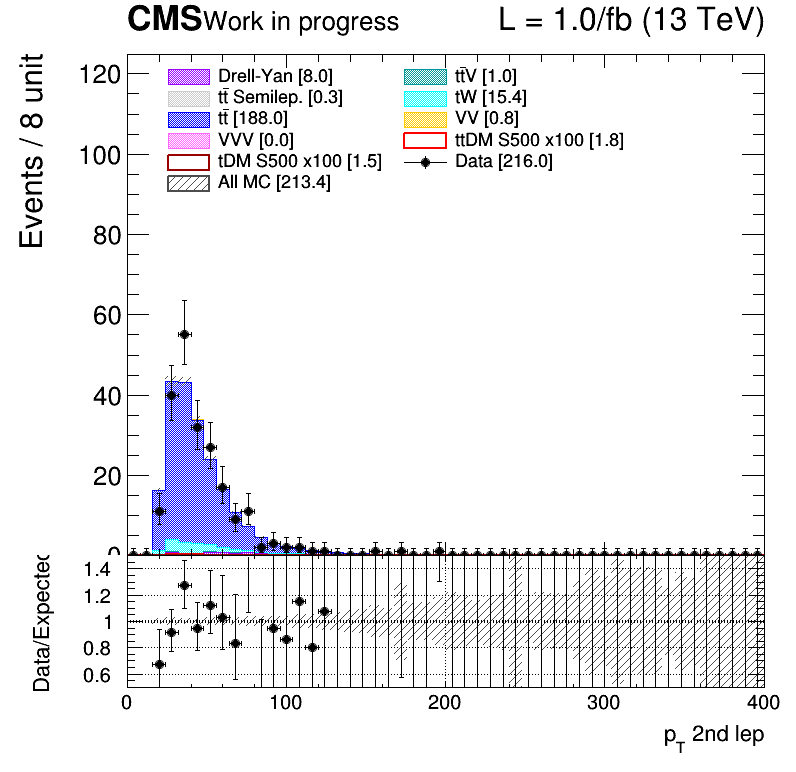 CMS Work in progress L = 1.0/fb (13 TeV)
Events / 8 unit
120
100
80
60
40
20
0
Drell-Yan [8.0]
tt̄V [1.0]
tt̄ Semilep. [0.3]
tW [15.4]
tt̄ [188.0]
VV [0.8]
VVV [0.0]
ttDM S500 x100 [1.8]
tDM S500 x100 [1.5]
Data [216.0]
All MC [213.4]
Data/Expected
1.4
1.2
1
0.8
0.6
0 100 200 300 400
p_T 2nd lep